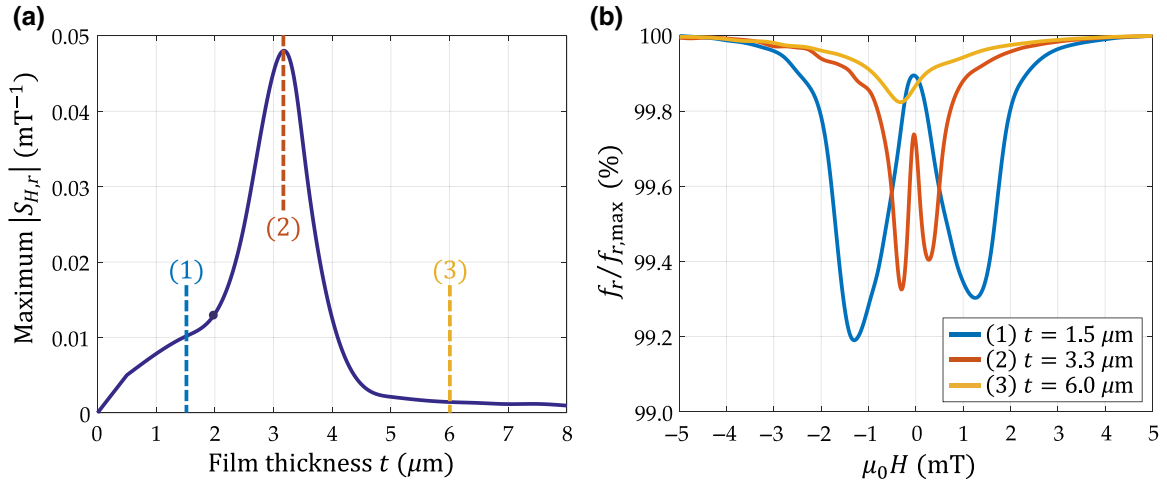 (a)
Maximum |S_{H,r}| (mT⁻¹)
0.05
0.04
0.03
0.02
0.01
0
(1)
(2)
(3)
0 1 2 3 4 5 6 7 8
Film thickness t (μm)
(b)
f_r/f_{r,max} (%)
100
99.8
99.6
99.4
99.2
99.0
(1) t = 1.5 μm
(2) t = 3.3 μm
(3) t = 6.0 μm
−5 −4 −3 −2 −1 0 1 2 3 4 5
μ₀H (mT)